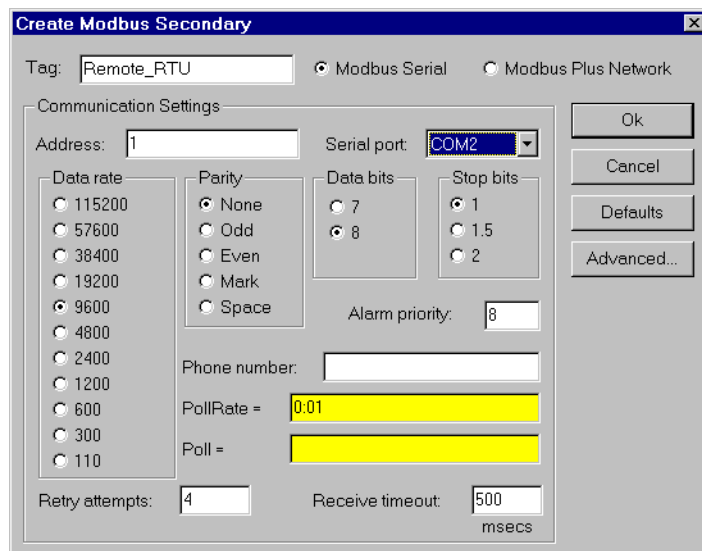 Create Modbus Secondary
Tag: Remote_RTU Modbus Serial Modbus Plus Network
Communication Settings
Address: 1 Serial port: COM2
Data rate
115200
57600
38400
19200
9600
4800
2400
1200
600
300
110
Parity
None
Odd
Even
Mark
Space
Data bits
7
8
Stop bits
1
1.5
2
Alarm priority: 8
Phone number:
PollRate = 0:01
Poll =
Retry attempts: 4 Receive timeout: 500
msecs
Ok
Cancel
Defaults
Advanced...